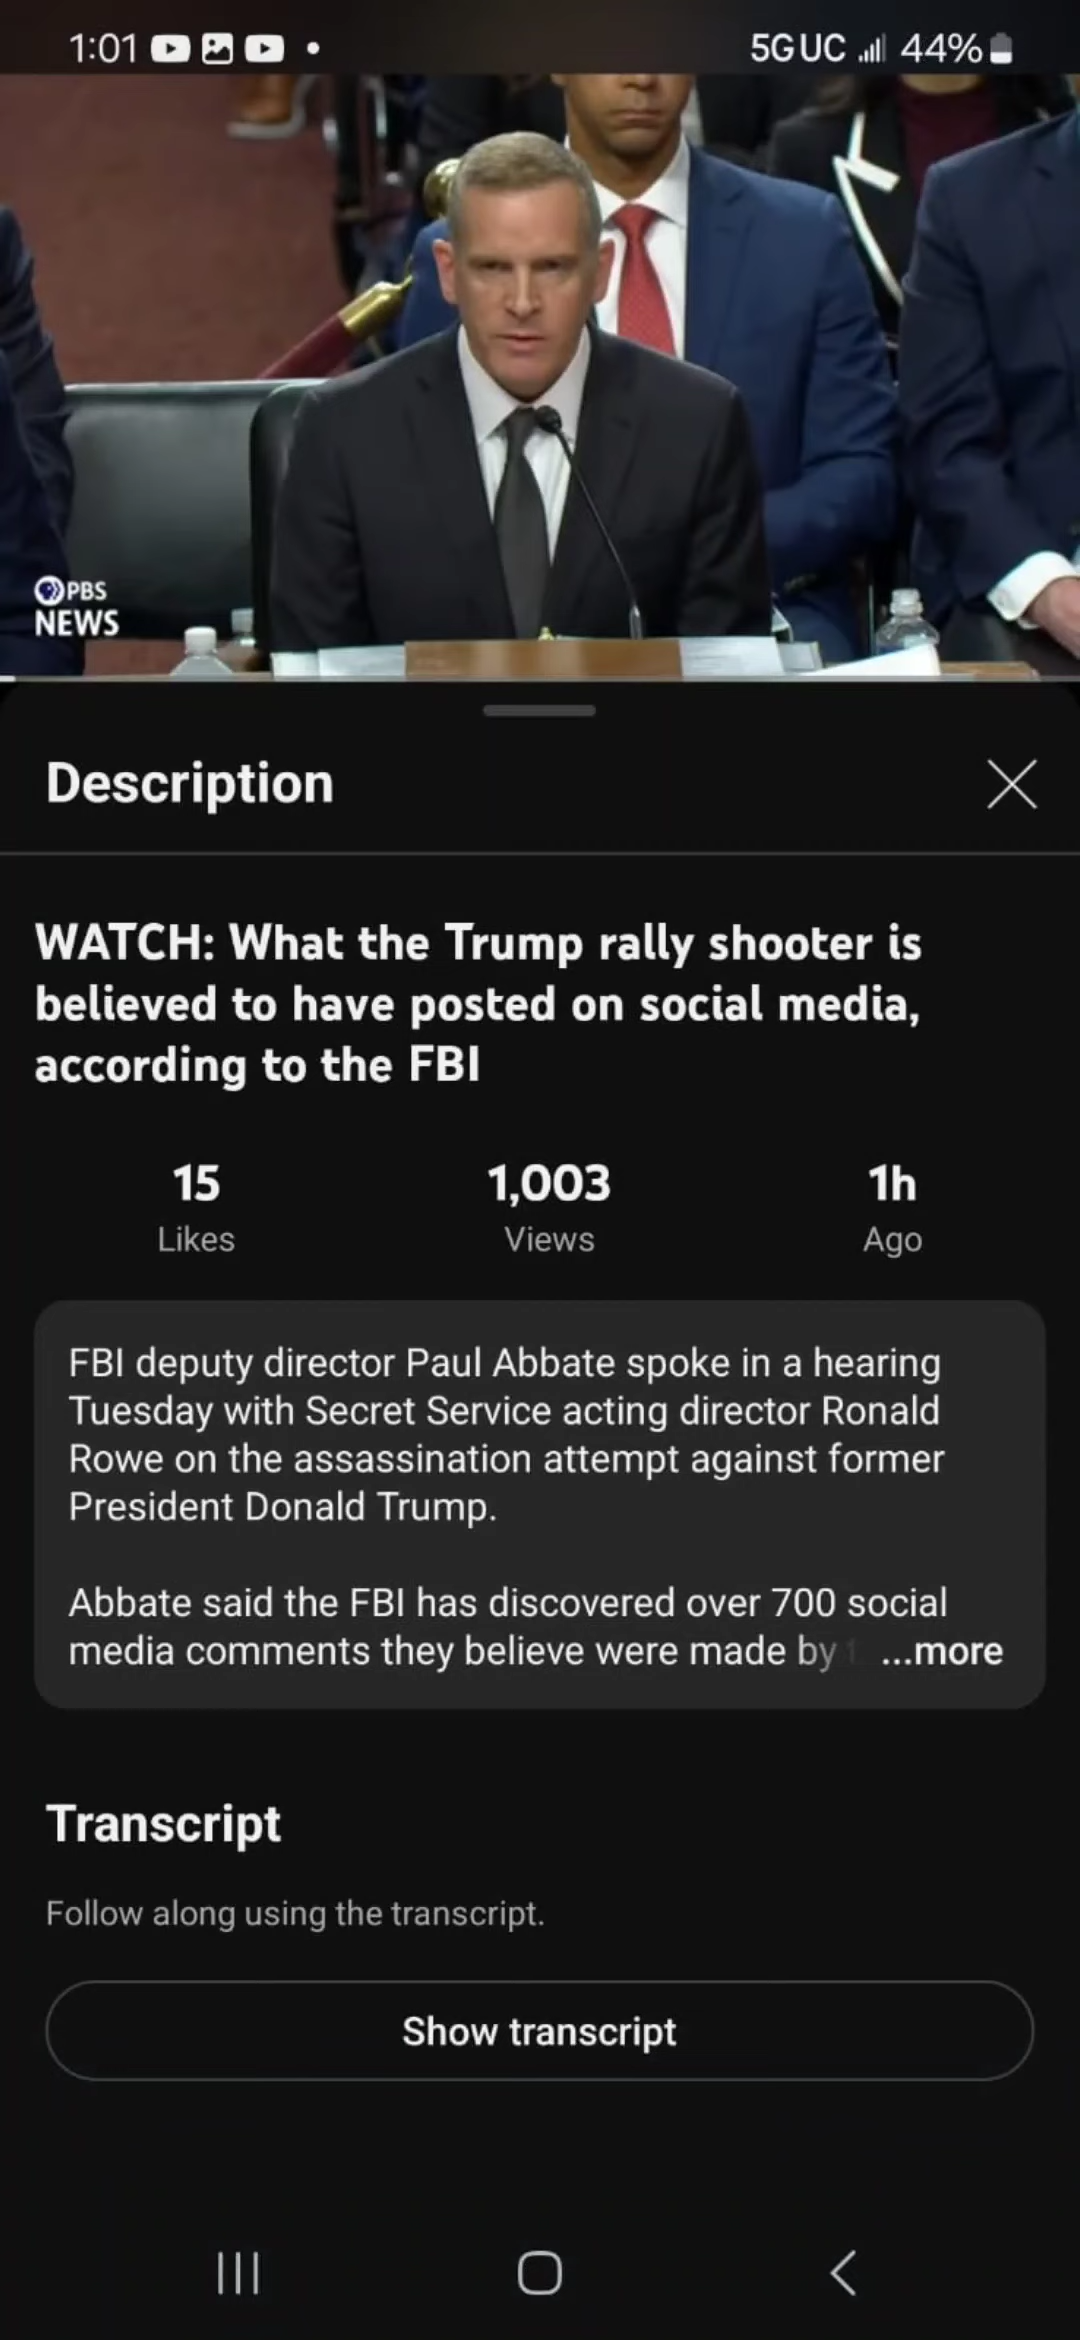 1:01
5G UC 44%
PBS
NEWS
Description
WATCH: What the Trump rally shooter is
believed to have posted on social media,
according to the FBI
15 1,003 1h
Likes Views Ago
FBI deputy director Paul Abbate spoke in a hearing
Tuesday with Secret Service acting director Ronald
Rowe on the assassination attempt against former
President Donald Trump.
Abbate said the FBI has discovered over 700 social
media comments they believe were made by ...more
Transcript
Follow along using the transcript.
Show transcript